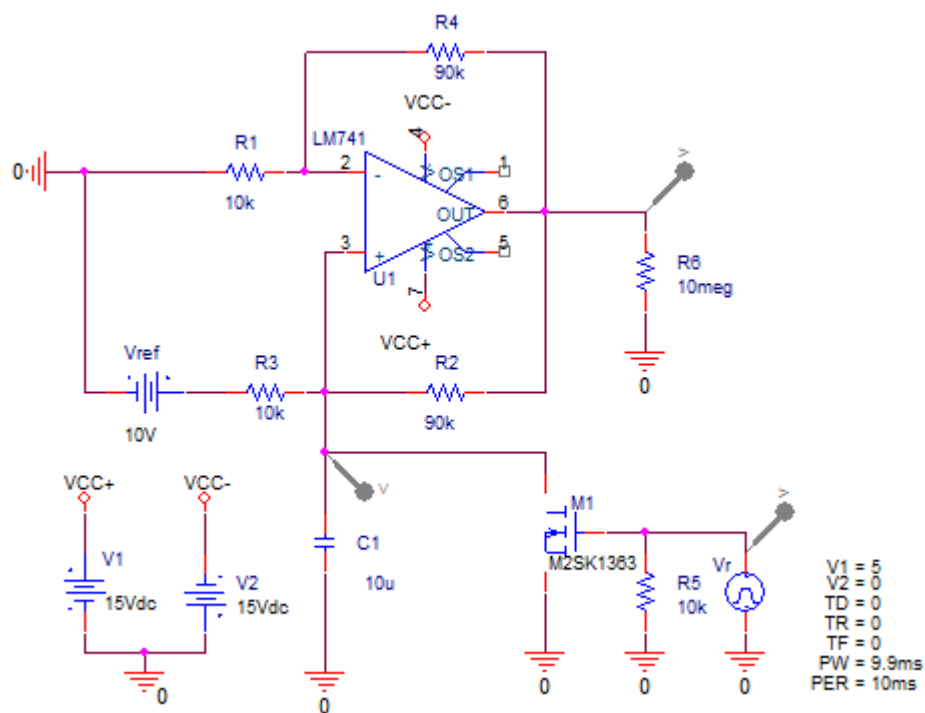 R4
90k
VCC-
R1
LM741
4
2
-
OS1
1
10k
OUT
6
3
+
OS2
5
U1
7
R6
10meg
0
VCC+
Vref
R3
R2
10V
10k
90k
0
V
V
V
VCC+
VCC-
V1
15Vdc
V2
15Vdc
0
C1
10u
0
M1
M2SK1363
0
R5
10k
0
Vr
0
V1 = 5
V2 = 0
TD = 0
TR = 0
TF = 0
PW = 9.9ms
PER = 10ms